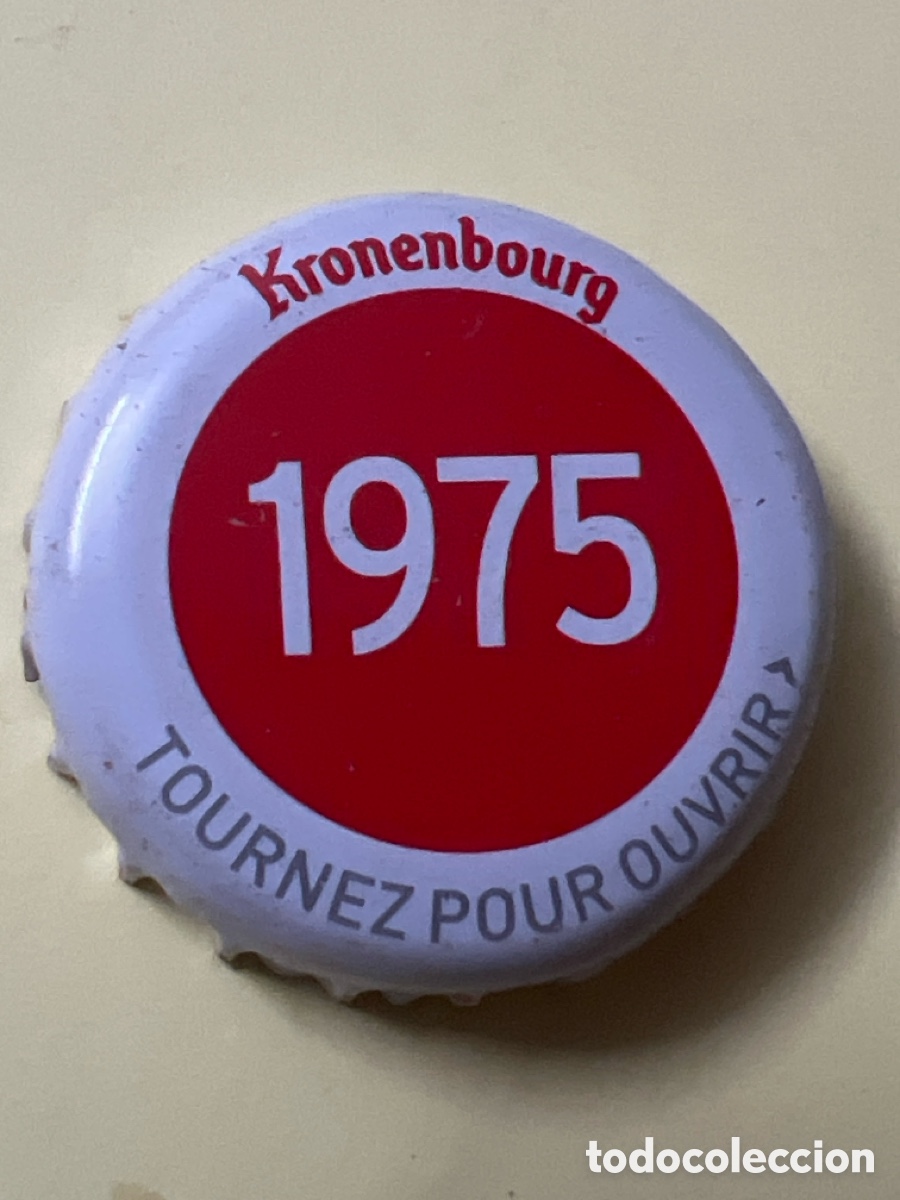 Kronenbourg
1975
TOURNEZ POUR OUVRIR >
todocoleccion